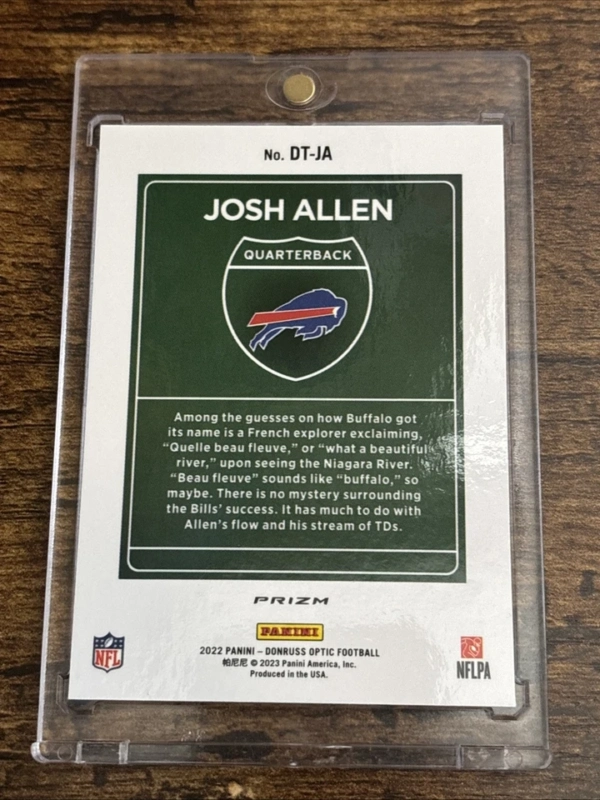 No. DT-JA
JOSH ALLEN
QUARTERBACK
Among the guesses on how Buffalo got
its name is a French explorer exclaiming,
“Quelle beau fleuve,” or “what a beautiful
river,” upon seeing the Niagara River.
“Beau fleuve” sounds like “buffalo,” so
maybe. There is no mystery surrounding
the Bills’ success. It has much to do with
Allen’s flow and his stream of TDs.
PRIZM
PANINI
2022 PANINI – DONRUSS OPTIC FOOTBALL
帕尼尼 © 2023 Panini America, Inc.
Produced in the USA.
NFL
NFLPA